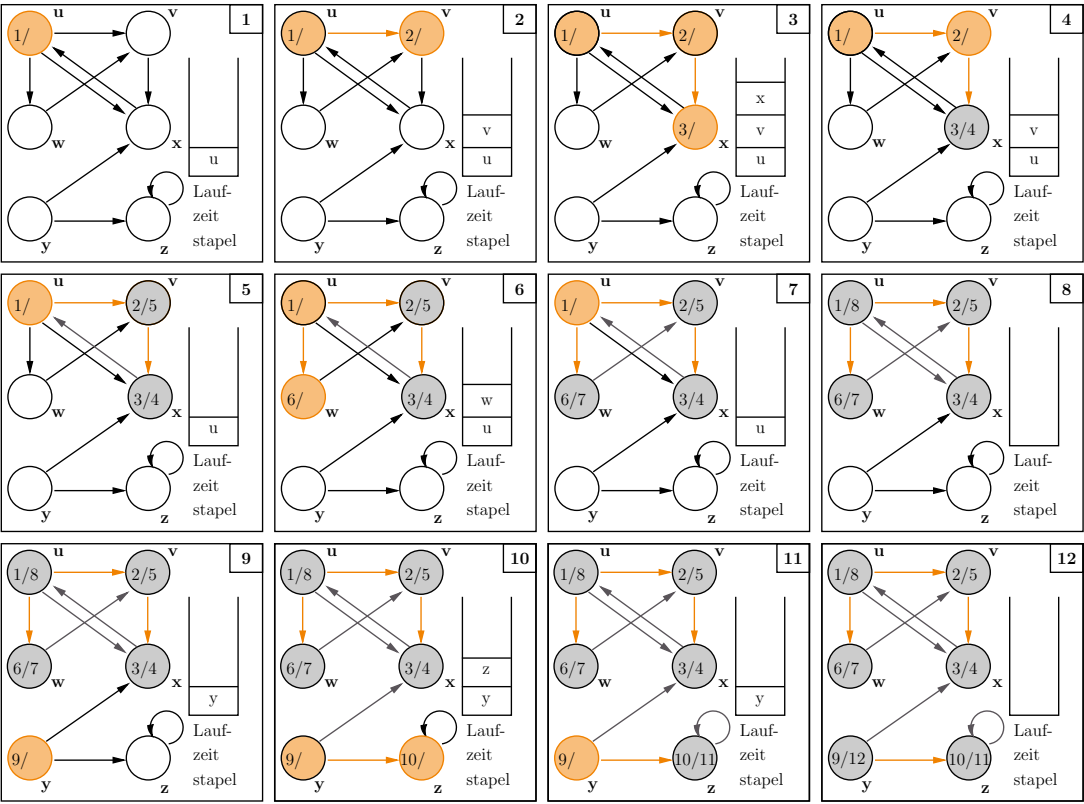 u v 1
1/
w x
u
Lauf-
zeit
stapel
y z
u v 2
1/ 2/
w x
v
u
Lauf-
zeit
stapel
y z
u v 3
1/ 2/
3/
w x
x
v
u
Lauf-
zeit
stapel
y z
u v 4
1/ 2/
3/4
w x
v
u
Lauf-
zeit
stapel
y z
u v 5
1/ 2/5
3/4
w x
u
Lauf-
zeit
stapel
y z
u v 6
1/ 2/5
6/ 3/4
w x
w
u
Lauf-
zeit
stapel
y z
u v 7
1/ 2/5
6/7 3/4
w x
u
Lauf-
zeit
stapel
y z
u v 8
1/8 2/5
6/7 3/4
w x
Lauf-
zeit
stapel
y z
u v 9
1/8 2/5
6/7 3/4
w x
y
Lauf-
zeit
stapel
9/
y z
u v 10
1/8 2/5
6/7 3/4
w x
z
y
Lauf-
zeit
stapel
9/ 10/
y z
u v 11
1/8 2/5
6/7 3/4
w x
y
Lauf-
zeit
stapel
9/ 10/11
y z
u v 12
1/8 2/5
6/7 3/4
w x
Lauf-
zeit
stapel
9/12 10/11
y z